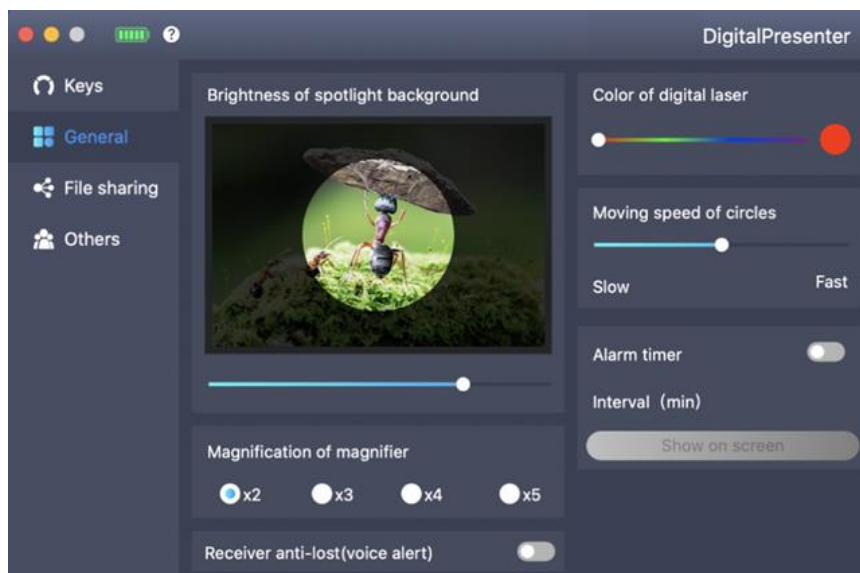 DigitalPresenter
Keys
General
File sharing
Others
Brightness of spotlight background
Magnification of magnifier
x2 x3 x4 x5
Receiver anti-lost(voice alert)
Color of digital laser
Moving speed of circles
Slow Fast
Alarm timer
Interval (min)
Show on screen